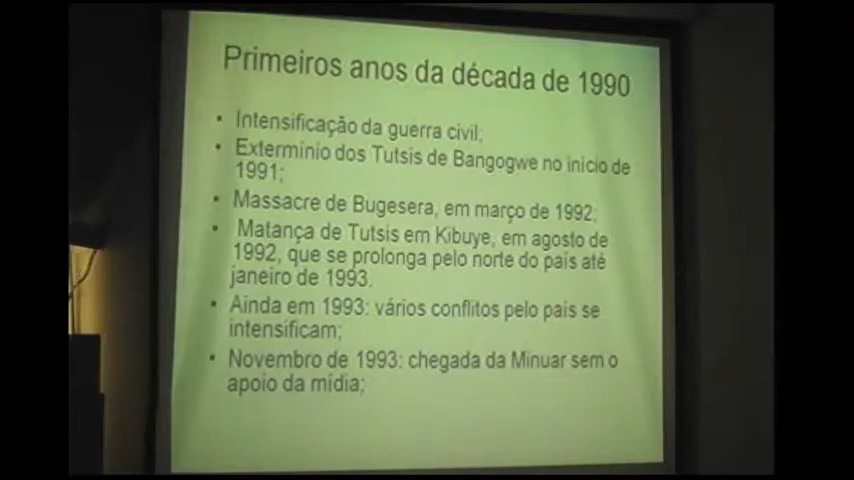 Primeiros anos da década de 1990
• Intensificação da guerra civil;
• Extermínio dos Tutsis de Bangogwe no início de
1991;
• Massacre de Bugesera, em março de 1992;
• Matança de Tutsis em Kibuye, em agosto de
1992, que se prolonga pelo norte do país até
janeiro de 1993.
• Ainda em 1993: vários conflitos pelo país se
intensificam;
• Novembro de 1993: chegada da Minuar sem o
apoio da mídia;